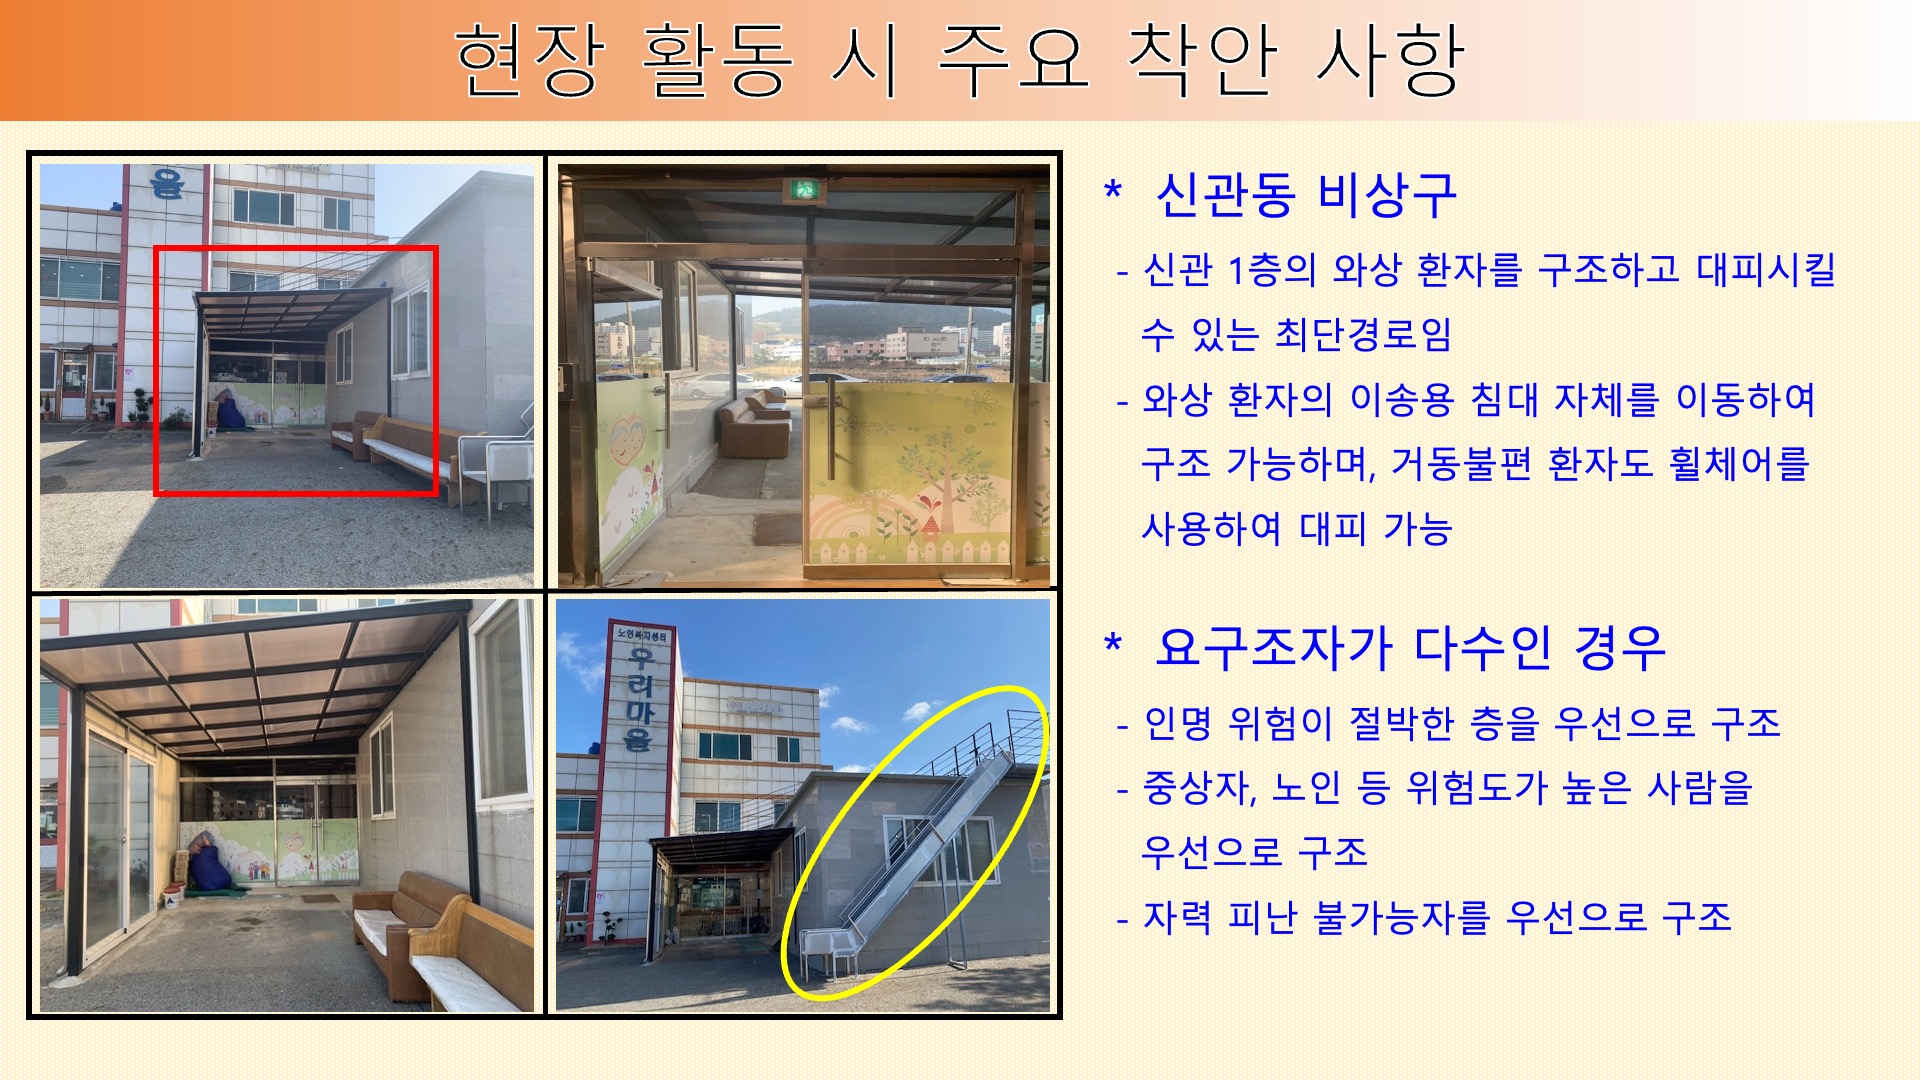 현장 활동 시 주요 착안 사항
을
노인복지센터
우리마을
* 신관동 비상구
- 신관 1층의 와상 환자를 구조하고 대피시킬
수 있는 최단경로임
- 와상 환자의 이송용 침대 자체를 이동하여
구조 가능하며, 거동불편 환자도 휠체어를
사용하여 대피 가능
* 요구조자가 다수인 경우
- 인명 위험이 절박한 층을 우선으로 구조
- 중상자, 노인 등 위험도가 높은 사람을
우선으로 구조
- 자력 피난 불가능자를 우선으로 구조